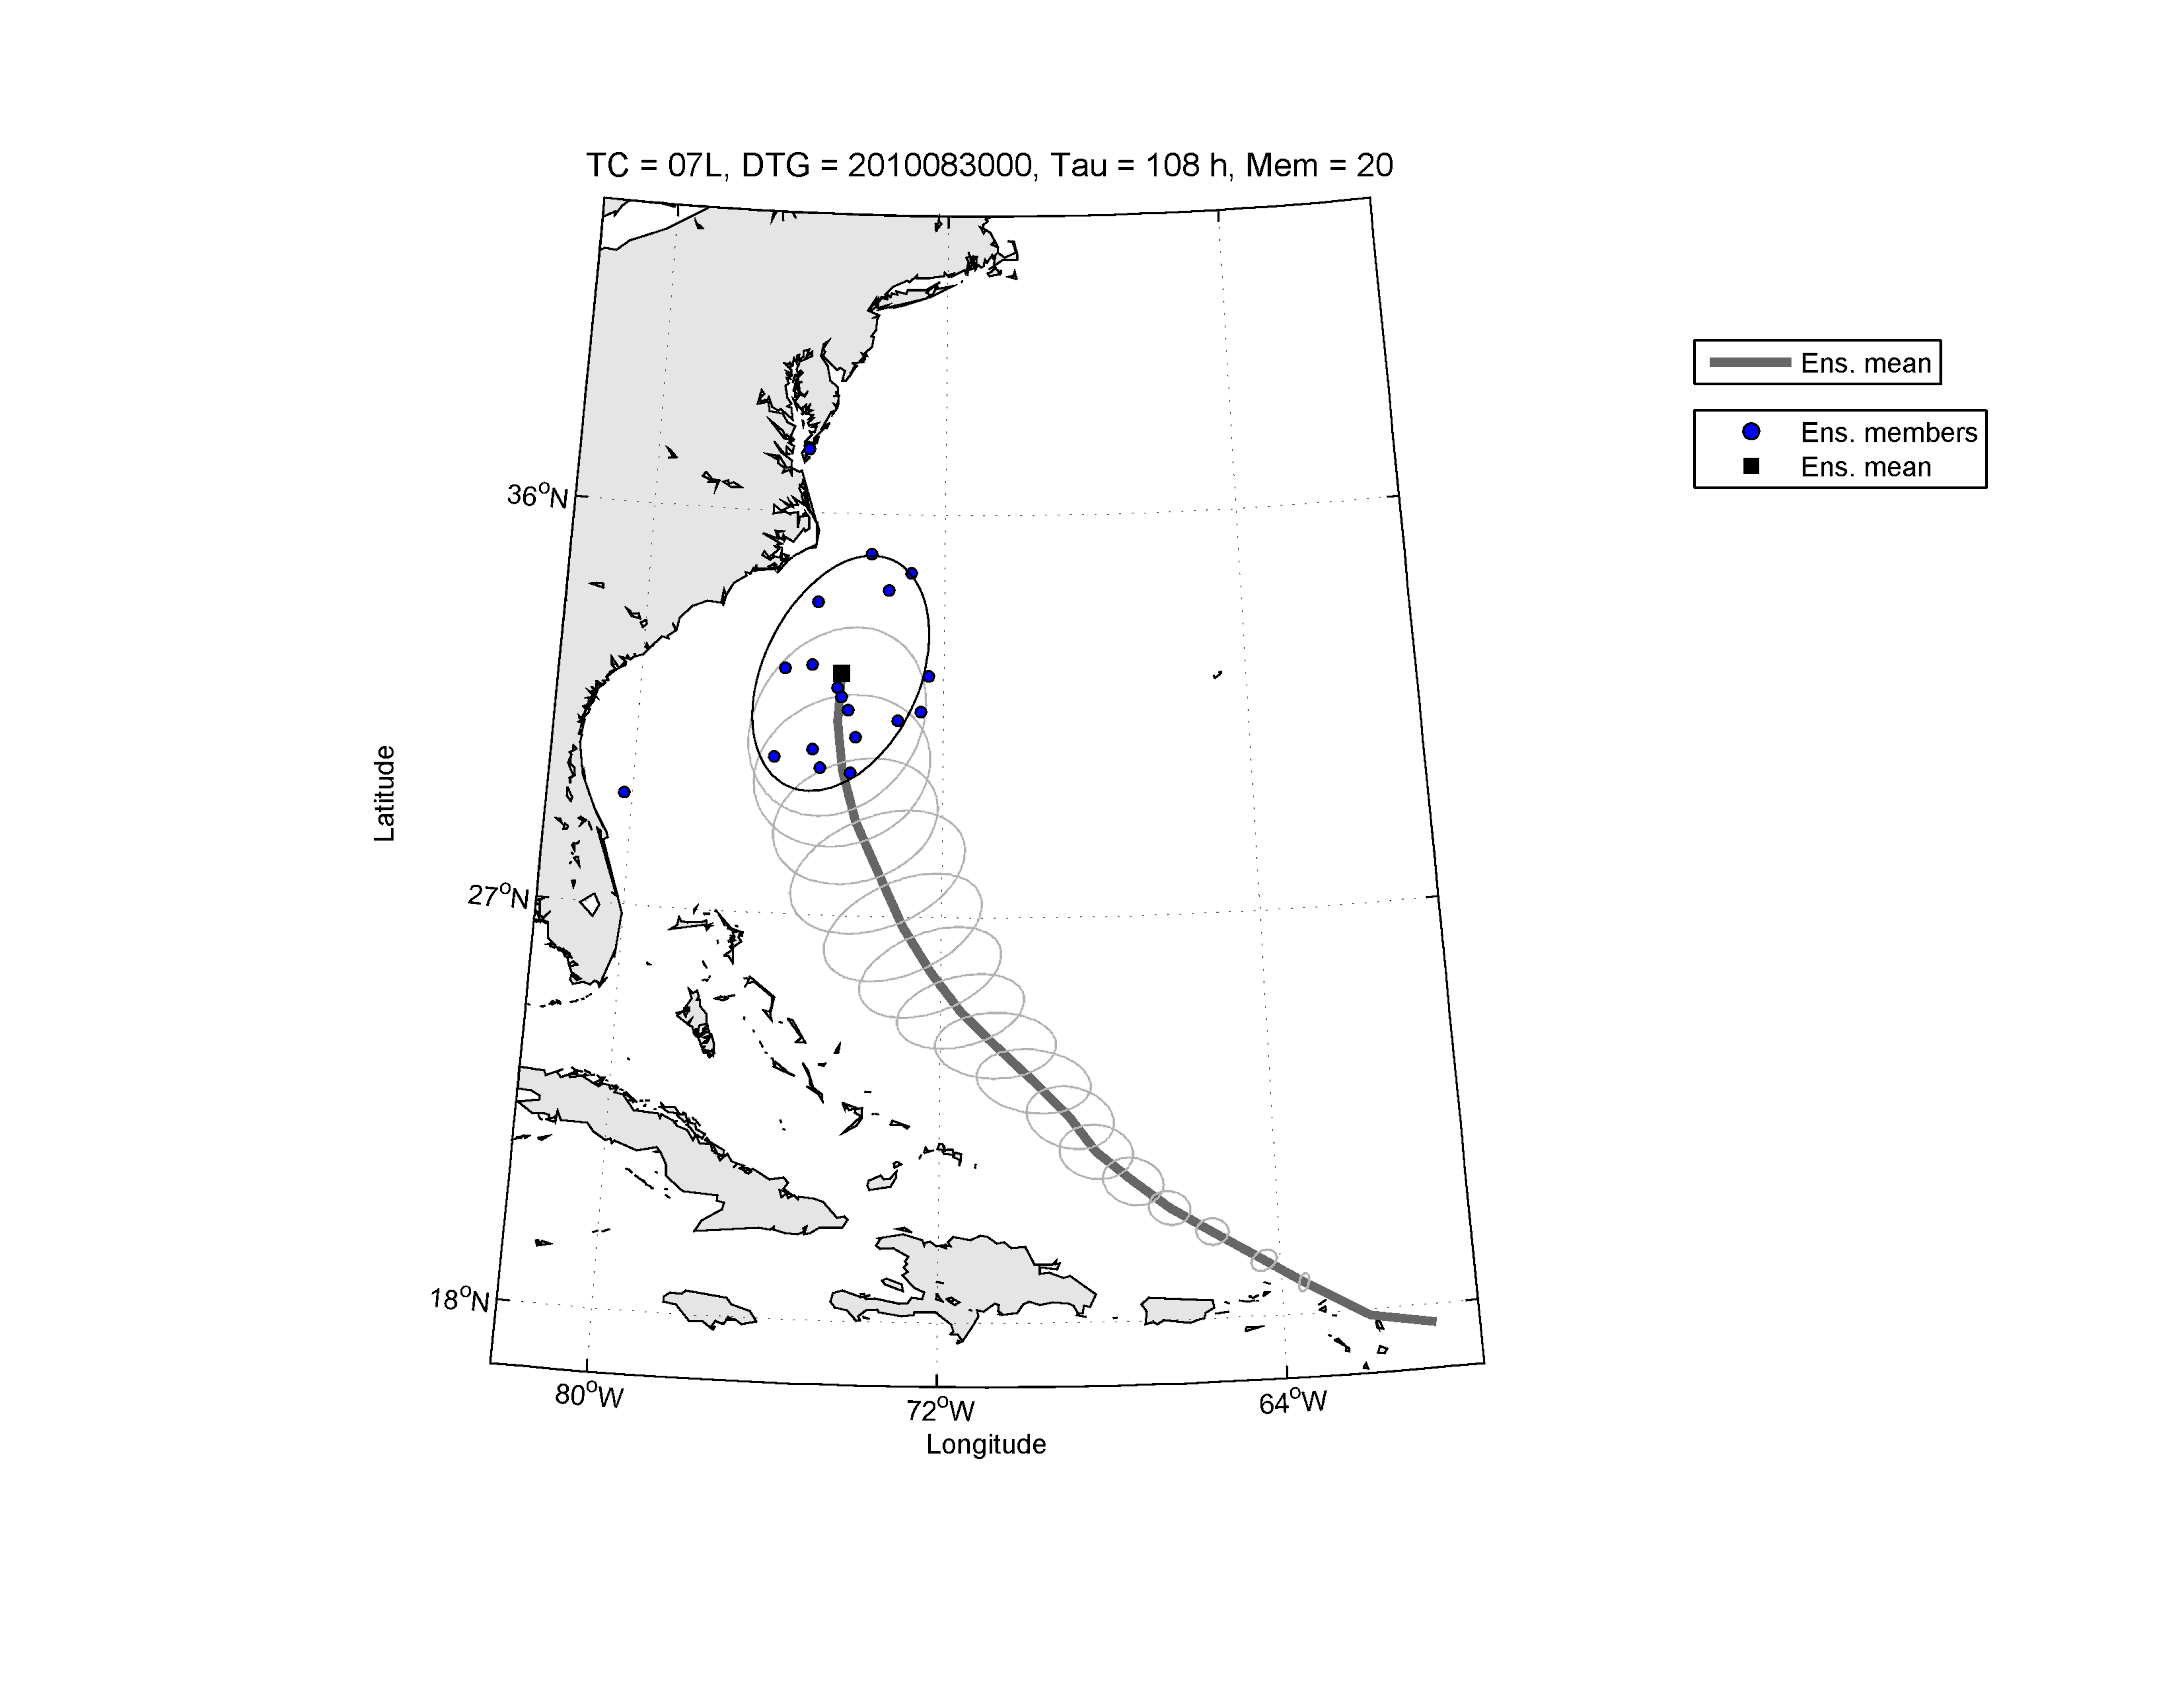 TC = 07L, DTG = 2010083000, Tau = 108 h, Mem = 20
Ens. mean
Ens. members
Ens. mean
36°N
27°N
18°N
Latitude
80°W
72°W
64°W
Longitude